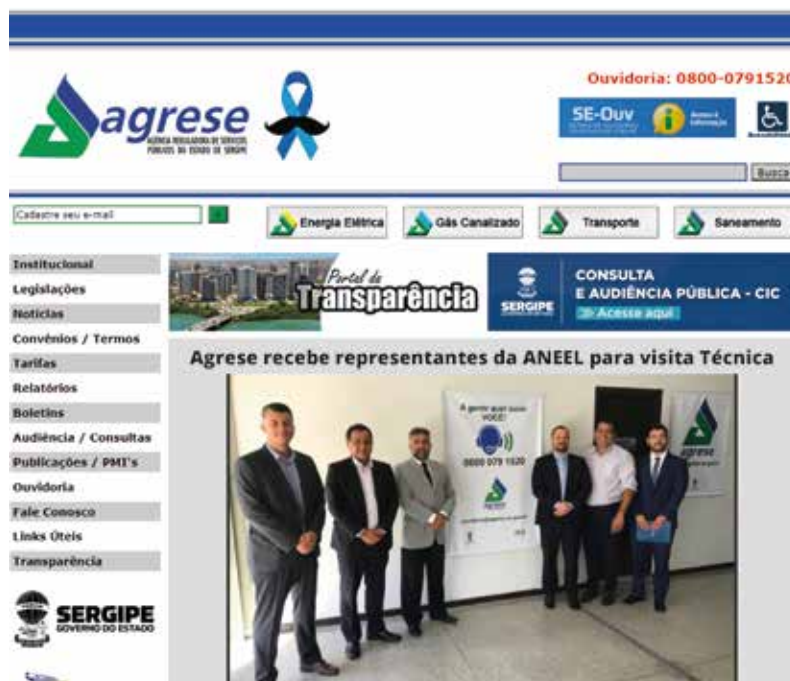 Ouvidoria: 0800-0791520
agrese
AGÊNCIA REGULADORA DE SERVIÇOS
PÚBLICOS DO ESTADO DE SERGIPE
SE-Ouv
Acesso à
Informação
Busca
Cadastre seu e-mail
Energia Elétrica
Gás Canalizado
Transporte
Saneamento
Institucional
Legislações
Notícias
Convênios / Termos
Tarifas
Relatórios
Boletins
Audiência / Consultas
Publicações / PMI's
Ouvidoria
Fale Conosco
Links Úteis
Transparência
SERGIPE
GOVERNO DO ESTADO
Portal da
Transparência
SERGIPE
CONSULTA
E AUDIÊNCIA PÚBLICA - CIC
Acesse aqui
Agrese recebe representantes da ANEEL para visita Técnica
A gente quer ouvir
VOCÊ!
0800 079 1520
agrese